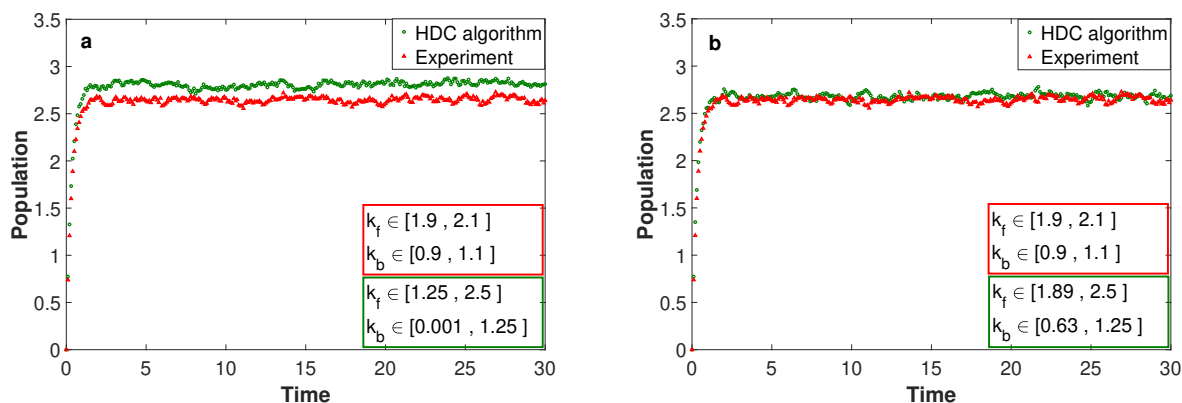 a
HDC algorithm
Experiment
3.5
3
2.5
2
1.5
1
0.5
0
Population
k_f ∈ [1.9 , 2.1 ]
k_b ∈ [0.9 , 1.1 ]
k_f ∈ [1.25 , 2.5 ]
k_b ∈ [0.001 , 1.25 ]
0 5 10 15 20 25 30
Time
b
HDC algorithm
Experiment
3.5
3
2.5
2
1.5
1
0.5
0
Population
k_f ∈ [1.9 , 2.1 ]
k_b ∈ [0.9 , 1.1 ]
k_f ∈ [1.89 , 2.5 ]
k_b ∈ [0.63 , 1.25 ]
0 5 10 15 20 25 30
Time